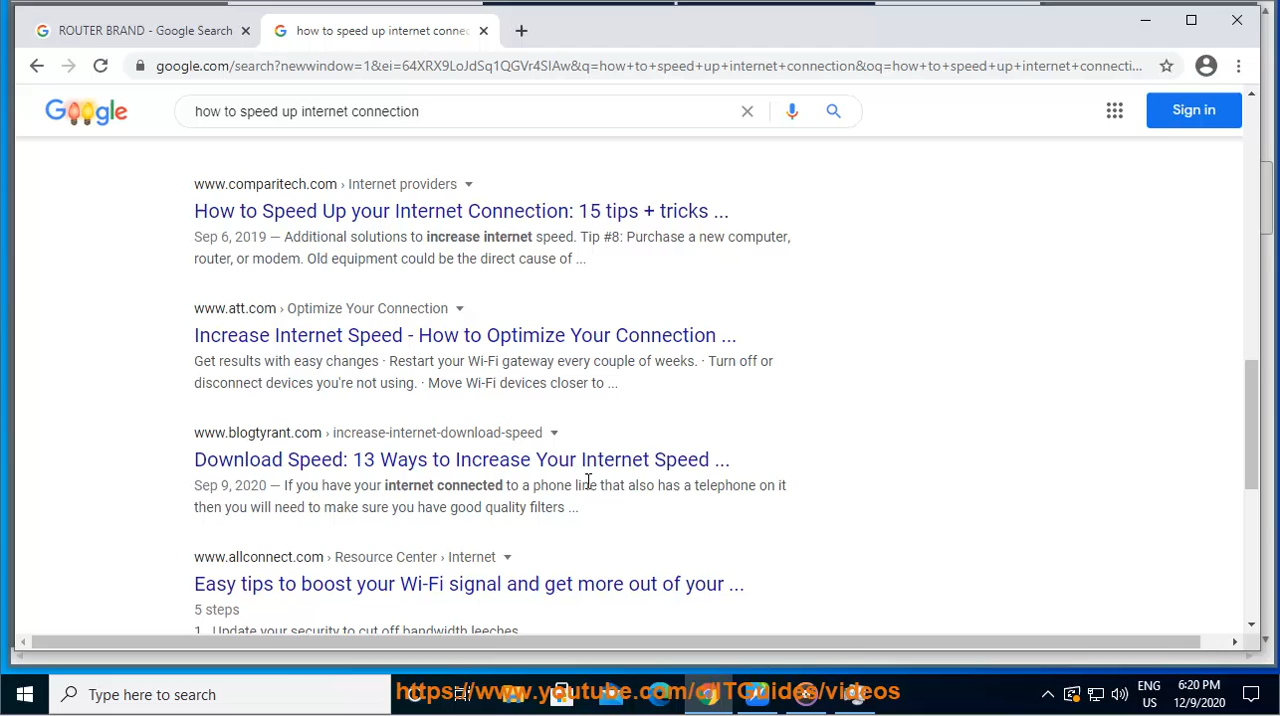 ROUTER BRAND - Google Search
how to speed up internet connec
google.com/search?newwindow=1&ei=64XRX9LoJdSq1QGVr4SIAw&q=how+to+speed+up+internet+connection&oq=how+to+speed+up+internet+connecti...
Google
how to speed up internet connection
Sign in
www.comparitech.com › Internet providers
How to Speed Up your Internet Connection: 15 tips + tricks ...
Sep 6, 2019 — Additional solutions to increase internet speed. Tip #8: Purchase a new computer,
router, or modem. Old equipment could be the direct cause of ...
www.att.com › Optimize Your Connection
Increase Internet Speed - How to Optimize Your Connection ...
Get results with easy changes · Restart your Wi-Fi gateway every couple of weeks. · Turn off or
disconnect devices you're not using. · Move Wi-Fi devices closer to ...
www.blogtyrant.com › increase-internet-download-speed
Download Speed: 13 Ways to Increase Your Internet Speed ...
Sep 9, 2020 — If you have your internet connected to a phone line that also has a telephone on it
then you will need to make sure you have good quality filters ...
www.allconnect.com › Resource Center › Internet
Easy tips to boost your Wi-Fi signal and get more out of your ...
5 steps
1. Update your security to cut off bandwidth leeches.
Type here to search
https://www.youtube.com/c/ITGuides/videos
ENG
US
6:20 PM
12/9/2020